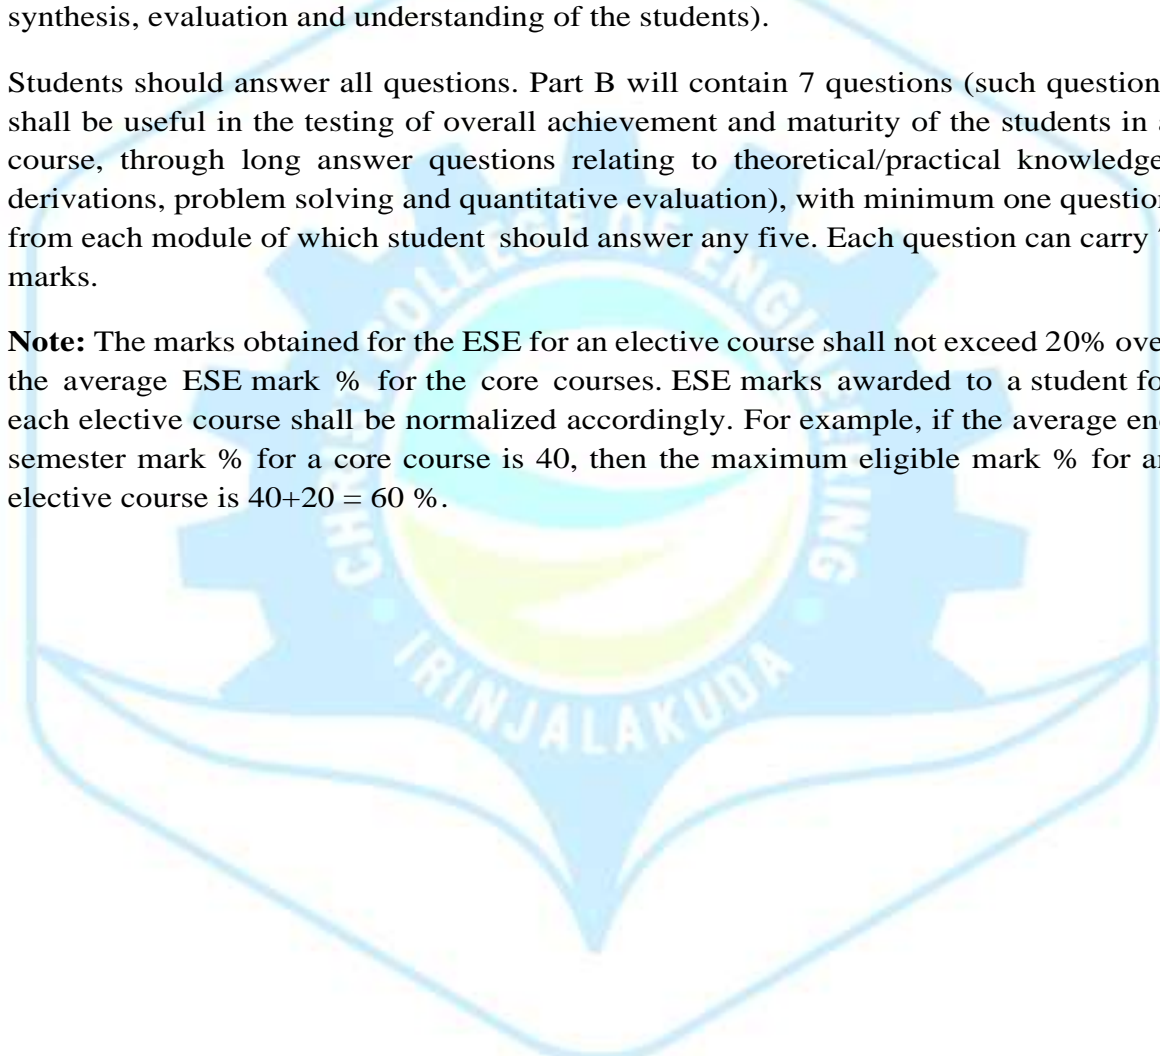 synthesis, evaluation and understanding of the students).
Students should answer all questions. Part B will contain 7 questions (such question
shall be useful in the testing of overall achievement and maturity of the students in a
course, through long answer questions relating to theoretical/practical knowledge
derivations, problem solving and quantitative evaluation), with minimum one question
from each module of which student should answer any five. Each question can carry
marks.
Note: The marks obtained for the ESE for an elective course shall not exceed 20% over
the average ESE mark % for the core courses. ESE marks awarded to a student fo
each elective course shall be normalized accordingly. For example, if the average end
semester mark % for a core course is 40, then the maximum eligible mark % for an
elective course is 40+20 = 60 %.
CHRIST COLLEGE OF ENGINEERING
IRINJALAKUDA